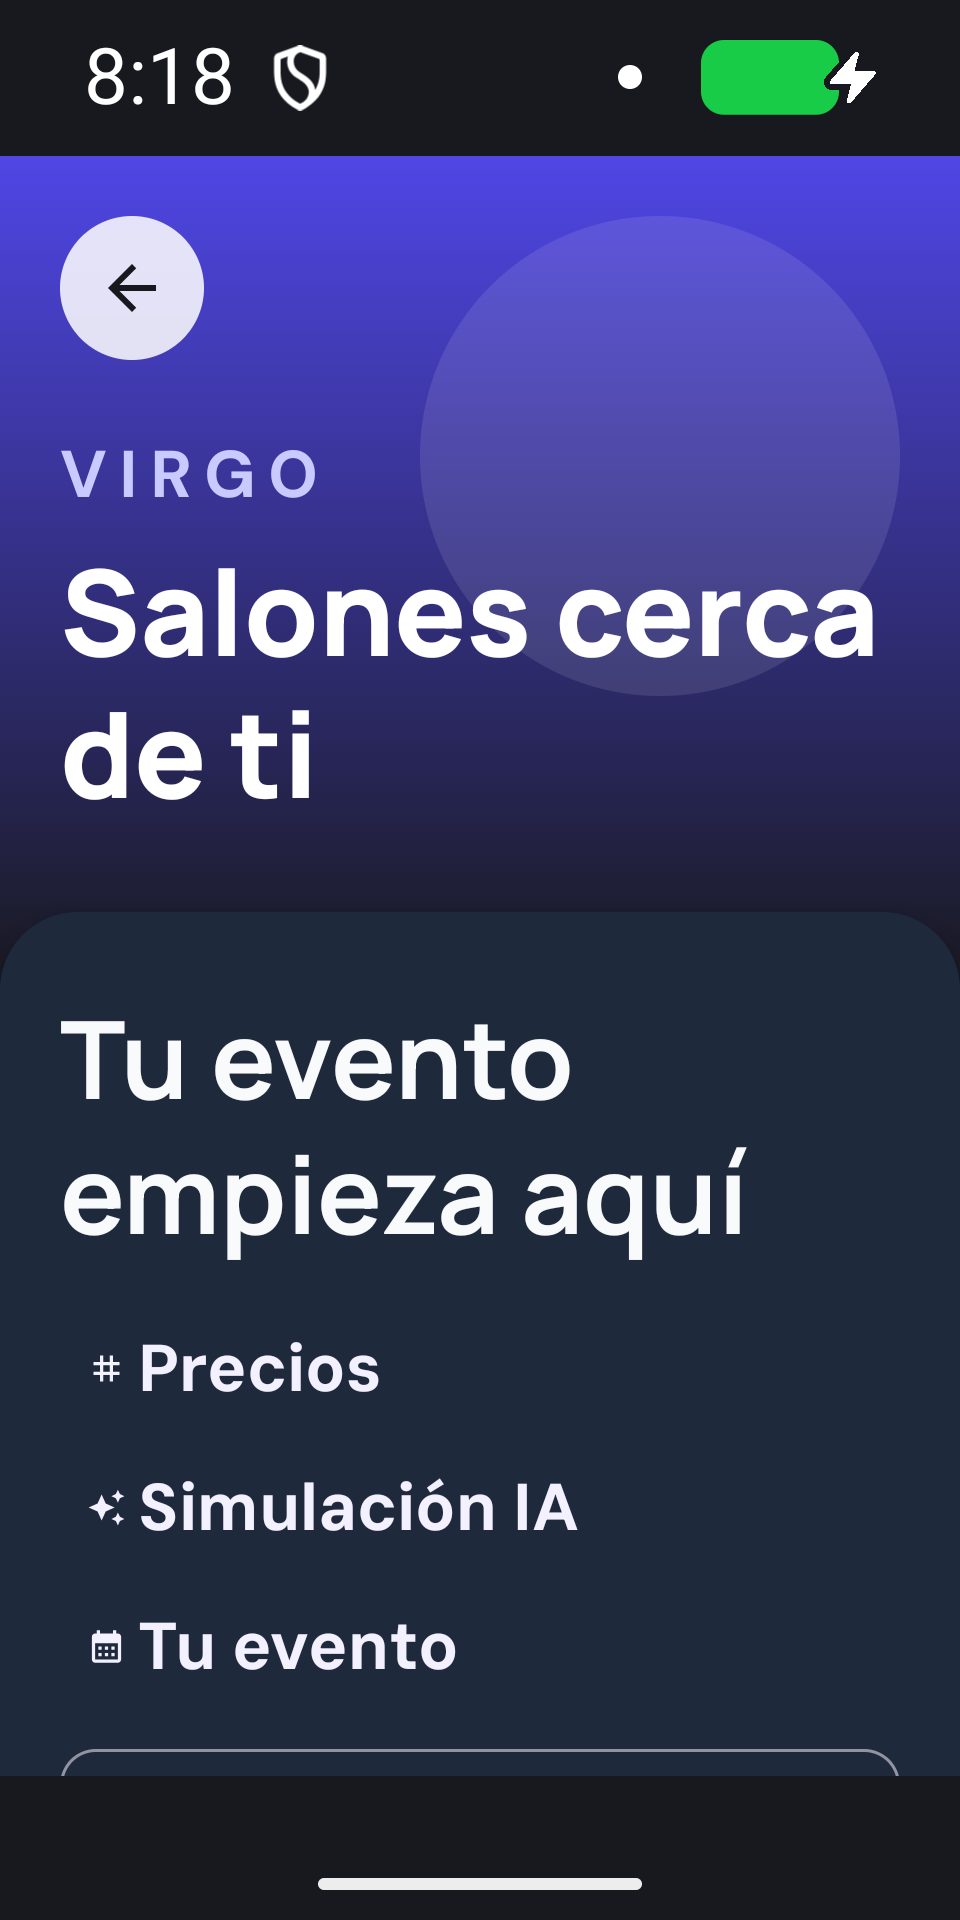 8:18
VIRGO
Salones cerca
de ti
Tu evento
empieza aquí
Precios
Simulación IA
Tu evento